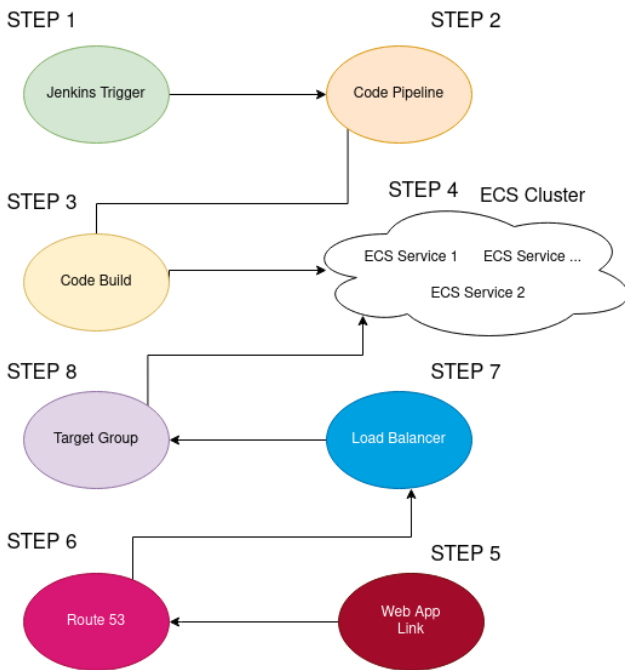 STEP 1
STEP 2
Jenkins Trigger
Code Pipeline
STEP 3
STEP 4
ECS Cluster
ECS Service 1
ECS Service ...
ECS Service 2
Code Build
STEP 8
STEP 7
Target Group
Load Balancer
STEP 6
STEP 5
Route 53
Web App
Link